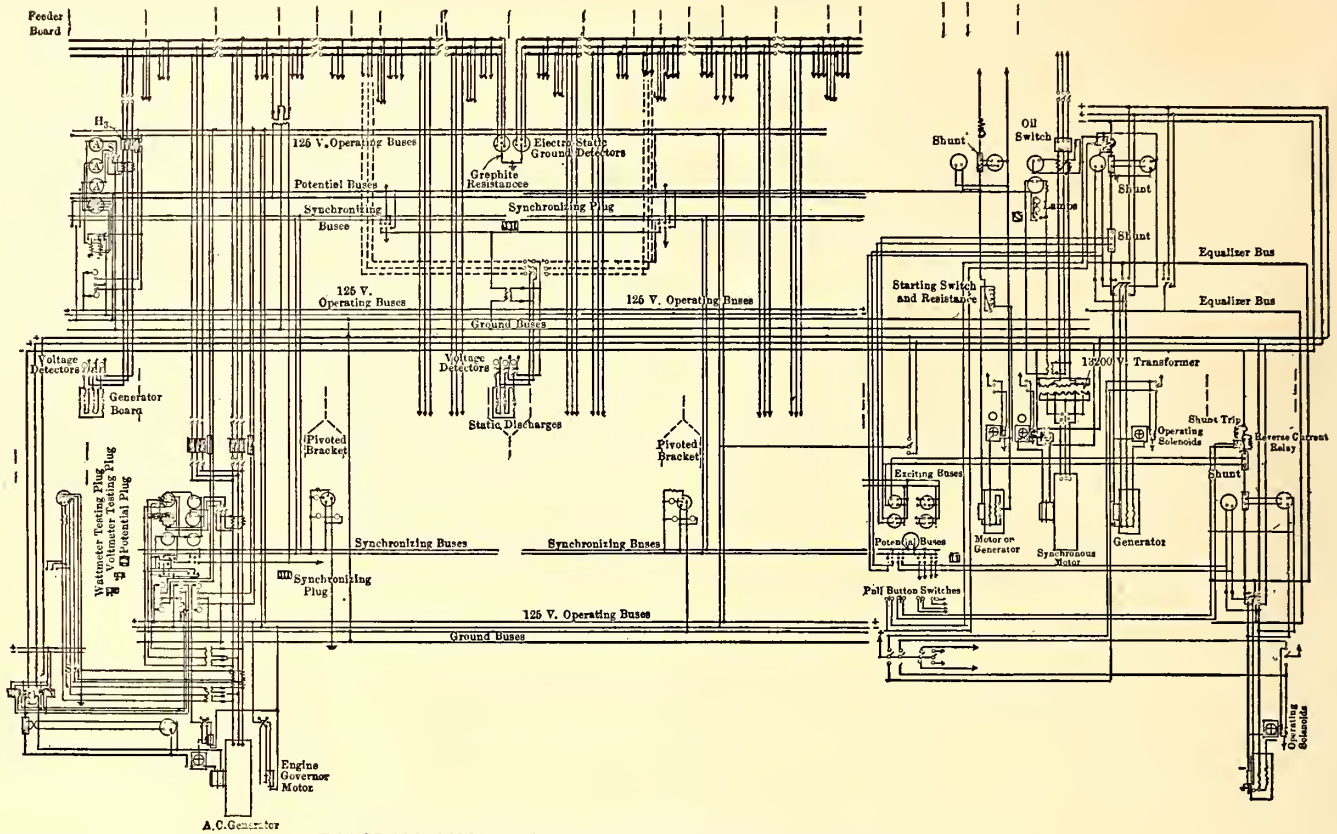 Feeder
Board
H3
125 V. Operating Buses
Electro Static
Ground Detectors
Graphite
Resistances
Potential Buses
Synchronizing
Buses
Synchronizing Plug
125 V.
Operating Buses
125 V. Operating Buses
Ground Buses
Shunt
Oil
Switch
Shunt
Lamps
Shunt
Equalizer Bus
Starting Switch
and Resistance
Equalizer Bus
Voltage
Detectors
Generator
Board
Voltage
Detectors
Static Discharges
13200 V. Transformer
Pivoted
Bracket
Pivoted
Bracket
Operating
Solenoids
Shunt Trip
Reverse Current
Relay
Shunt
Wattmeter Testing Plug
Voltmeter Testing Plug
Potential Plug
Exciting Buses
Potential Buses
Motor or
Generator
Synchronous
Motor
Generator
Synchronizing Buses
Synchronizing Buses
Synchronizing
Plug
Pull Button Switches
125 V. Operating Buses
Ground Buses
Engine
Governor
Motor
A.C. Generator
Operating
Solenoids